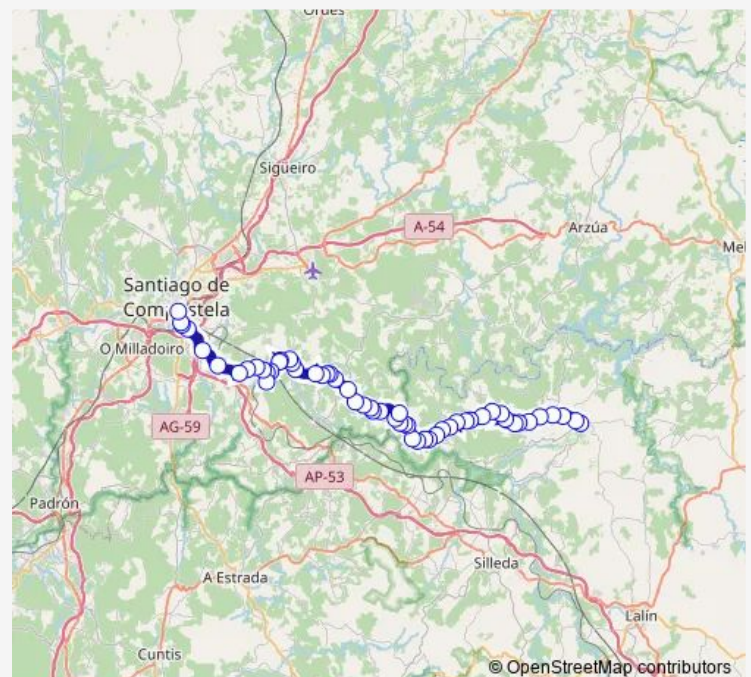 Ordes
Sigüeiro
A-54
Arzúa
Mel
Santiago de
Compostela
O Milladoiro
AG-59
AP-53
Padrón
Silleda
A Estrada
Lalín
Cuntis
© OpenStreetMap contributors